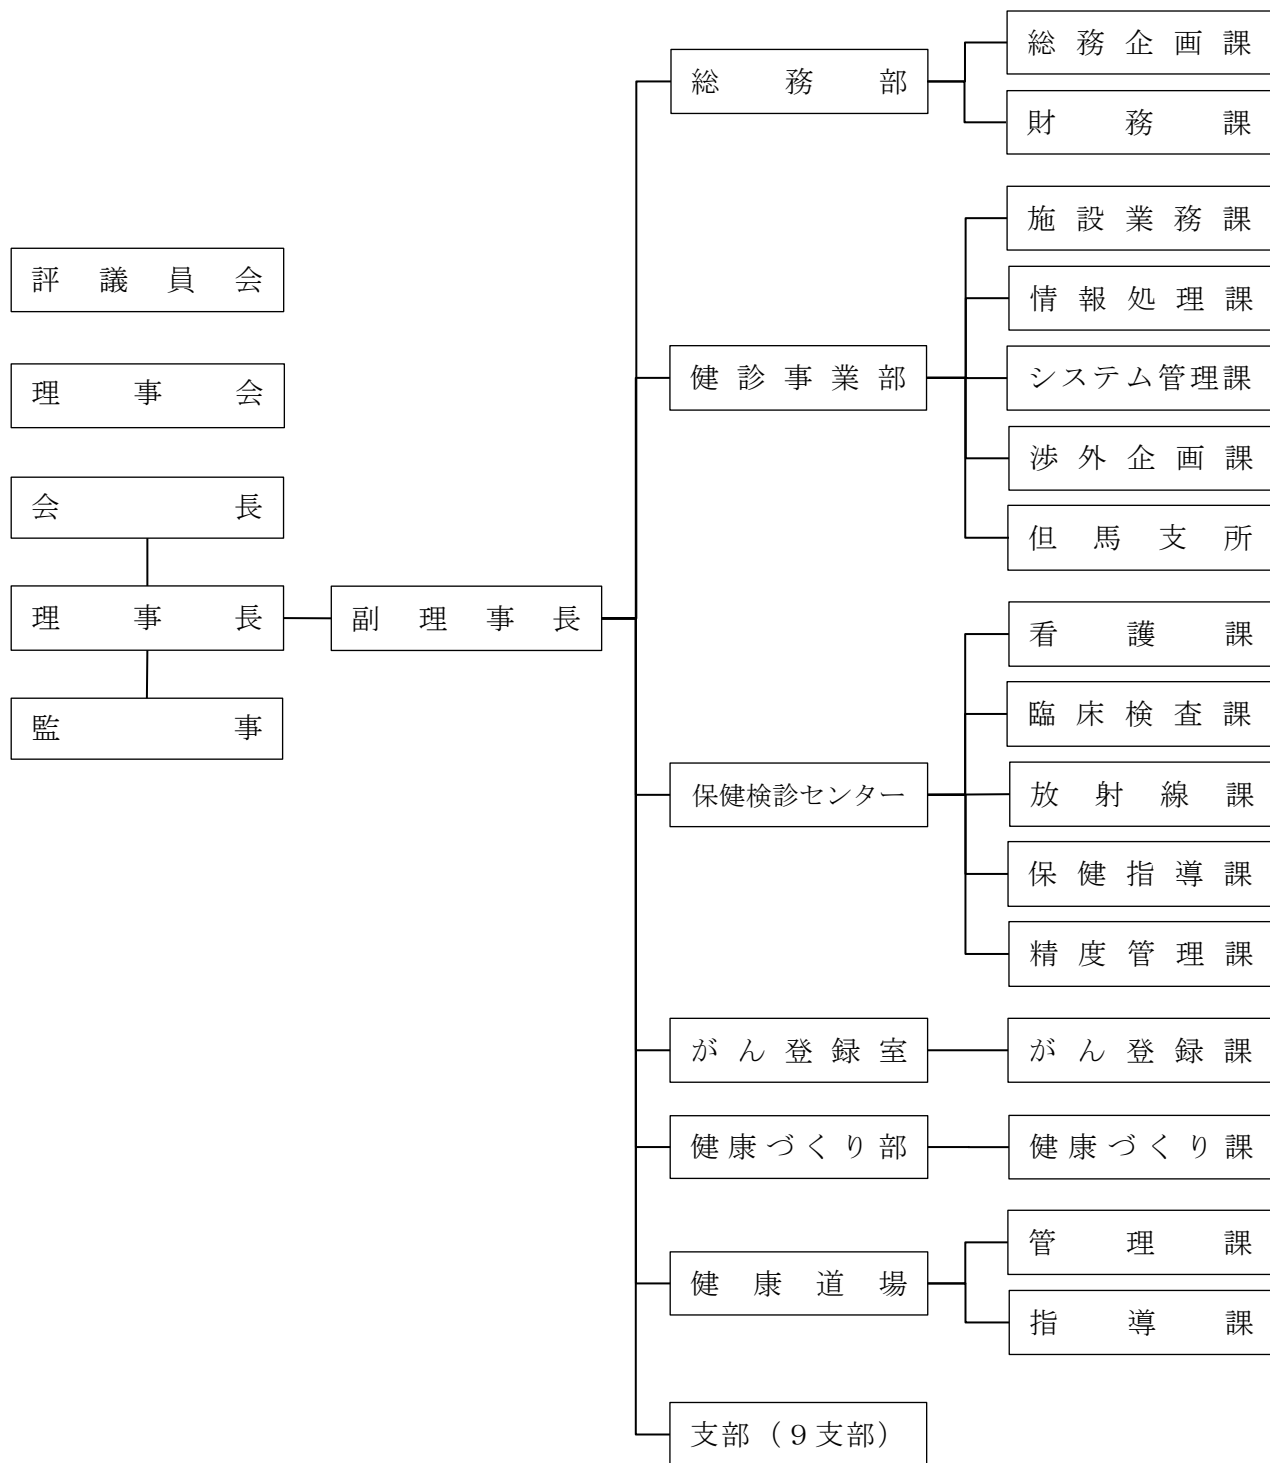 評議員会
理事会
会長
理事長
監事
副理事長
総務部
総務企画課
財務課
健診事業部
施設業務課
情報処理課
システム管理課
渉外企画課
但馬支所
保健検診センター
看護課
臨床検査課
放射線課
保健指導課
精度管理課
がん登録室
がん登録課
健康づくり部
健康づくり課
健康道場
管理課
指導課
支部（９支部）